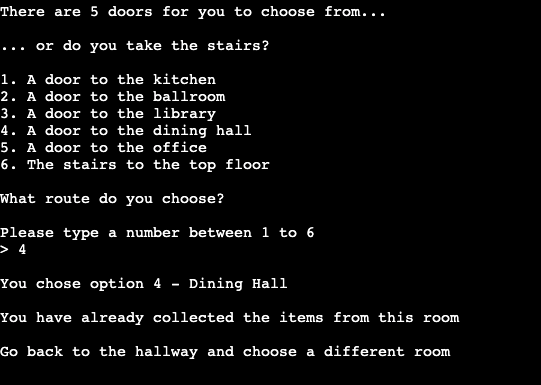 There are 5 doors for you to choose from...
... or do you take the stairs?
1. A door to the kitchen
2. A door to the ballroom
3. A door to the library
4. A door to the dining hall
5. A door to the office
6. The stairs to the top floor
What route do you choose?
Please type a number between 1 to 6
> 4
You chose option 4 - Dining Hall
You have already collected the items from this room
Go back to the hallway and choose a different room